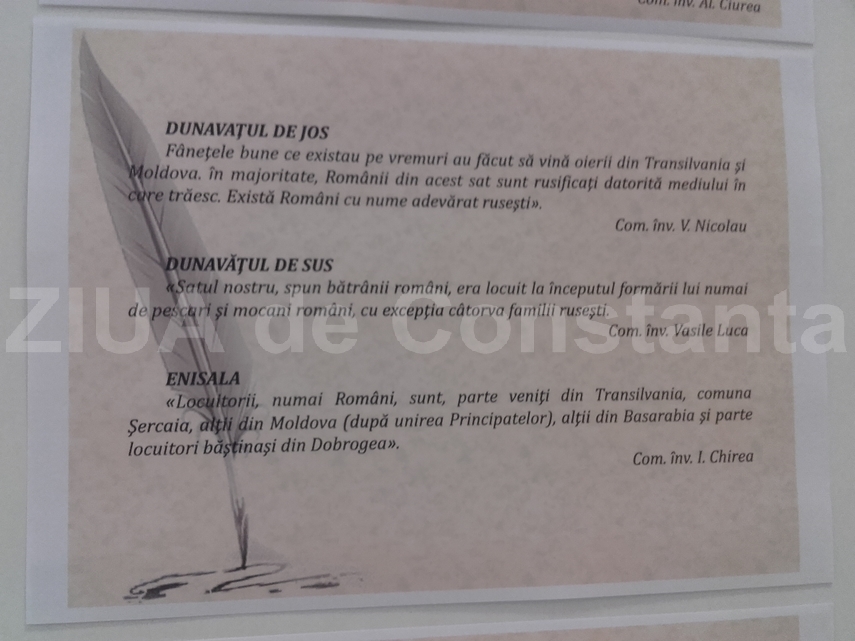 Com. înv. Al. Ciurea
DUNAVAȚUL DE JOS
Fânețele bune ce existau pe vremuri au făcut să vină oierii din Transilvania și
Moldova. în majoritate, Românii din acest sat sunt rusificați datorită mediului în
care trăesc. Există Români cu nume adevărat rusești».
Com. înv. V. Nicolau
DUNAVĂȚUL DE SUS
«Satul nostru, spun bătrânii români, era locuit la începutul formării lui numai
de pescari și mocani români, cu excepția câtorva familii rusești.
Com. înv. Vasile Luca
ZIUA de Constanta
ENISALA
«Locuitorii, numai Români, sunt, parte veniți din Transilvania, comuna
Șercaia, alții din Moldova (după unirea Principatelor), alții din Basarabia și parte
locuitori băștinași din Dobrogea».
Com. înv. I. Chirea